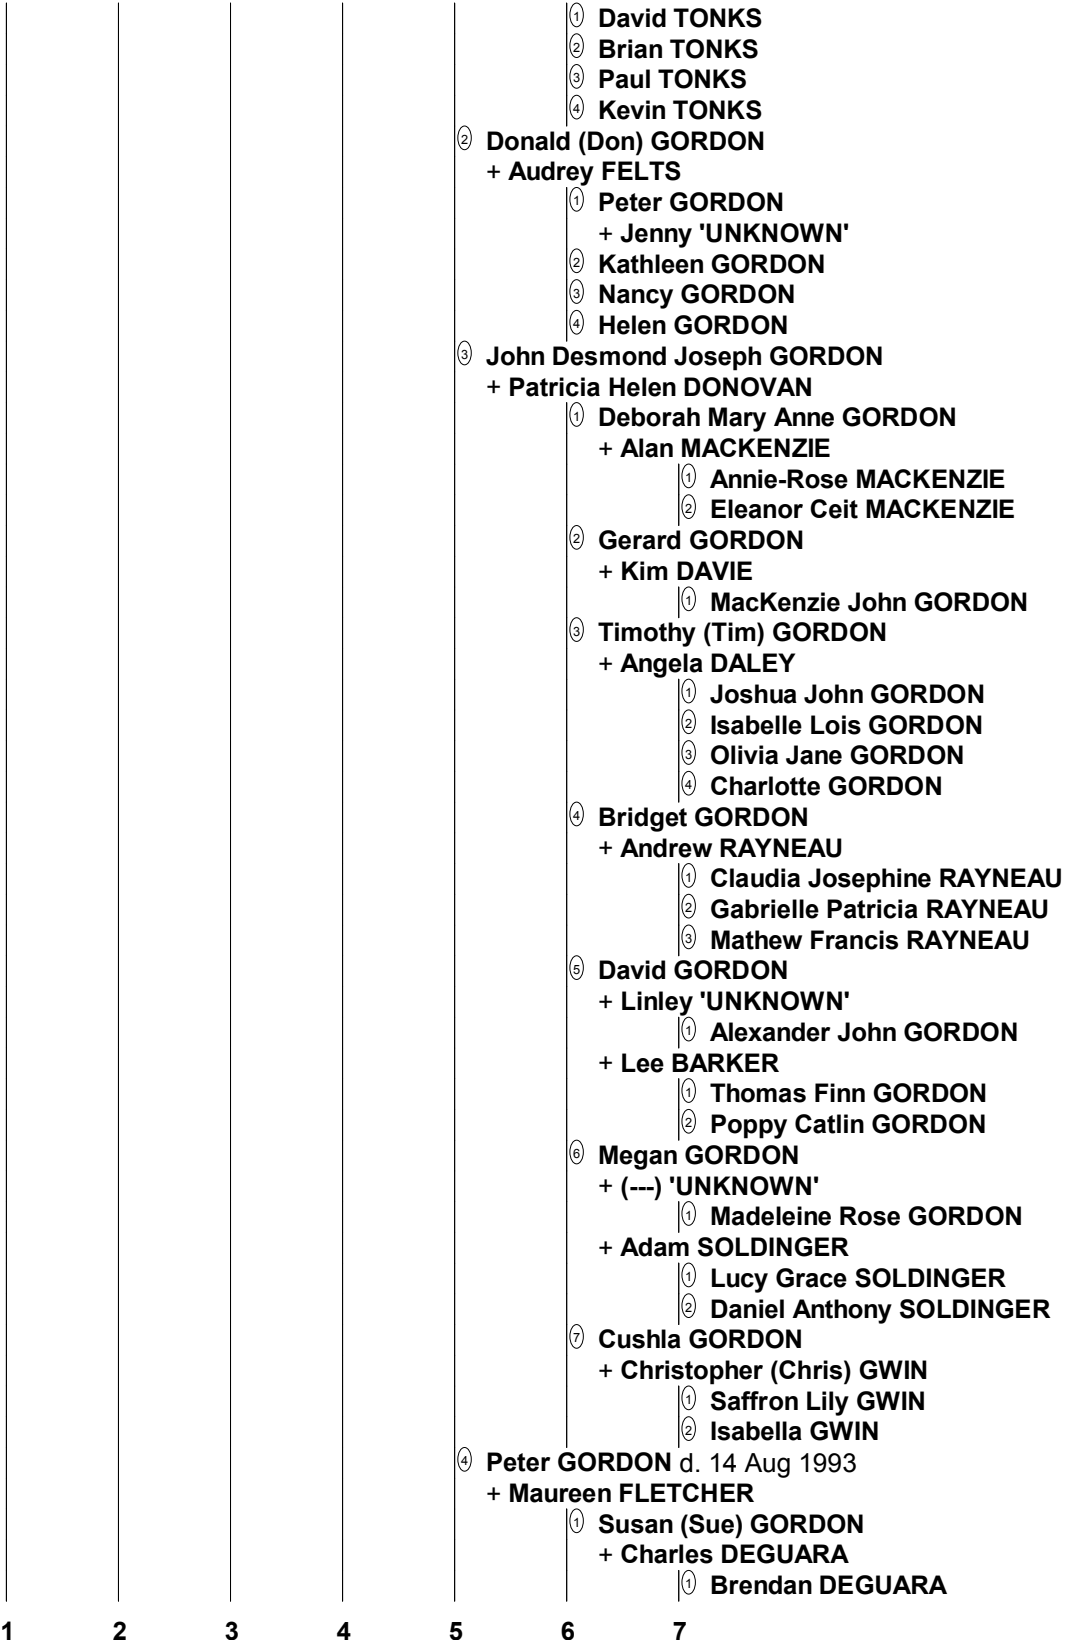 ① David TONKS
② Brian TONKS
③ Paul TONKS
④ Kevin TONKS
② Donald (Don) GORDON
+ Audrey FELTS
① Peter GORDON
+ Jenny 'UNKNOWN'
② Kathleen GORDON
③ Nancy GORDON
④ Helen GORDON
③ John Desmond Joseph GORDON
+ Patricia Helen DONOVAN
① Deborah Mary Anne GORDON
+ Alan MACKENZIE
① Annie-Rose MACKENZIE
② Eleanor Ceit MACKENZIE
② Gerard GORDON
+ Kim DAVIE
① MacKenzie John GORDON
③ Timothy (Tim) GORDON
+ Angela DALEY
① Joshua John GORDON
② Isabelle Lois GORDON
③ Olivia Jane GORDON
④ Charlotte GORDON
④ Bridget GORDON
+ Andrew RAYNEAU
① Claudia Josephine RAYNEAU
② Gabrielle Patricia RAYNEAU
③ Mathew Francis RAYNEAU
⑤ David GORDON
+ Linley 'UNKNOWN'
① Alexander John GORDON
+ Lee BARKER
① Thomas Finn GORDON
② Poppy Catlin GORDON
⑥ Megan GORDON
+ (---) 'UNKNOWN'
① Madeleine Rose GORDON
+ Adam SOLDINGER
① Lucy Grace SOLDINGER
② Daniel Anthony SOLDINGER
⑦ Cushla GORDON
+ Christopher (Chris) GWIN
① Saffron Lily GWIN
② Isabella GWIN
④ Peter GORDON d. 14 Aug 1993
+ Maureen FLETCHER
① Susan (Sue) GORDON
+ Charles DEGUARA
① Brendan DEGUARA
1 2 3 4 5 6 7